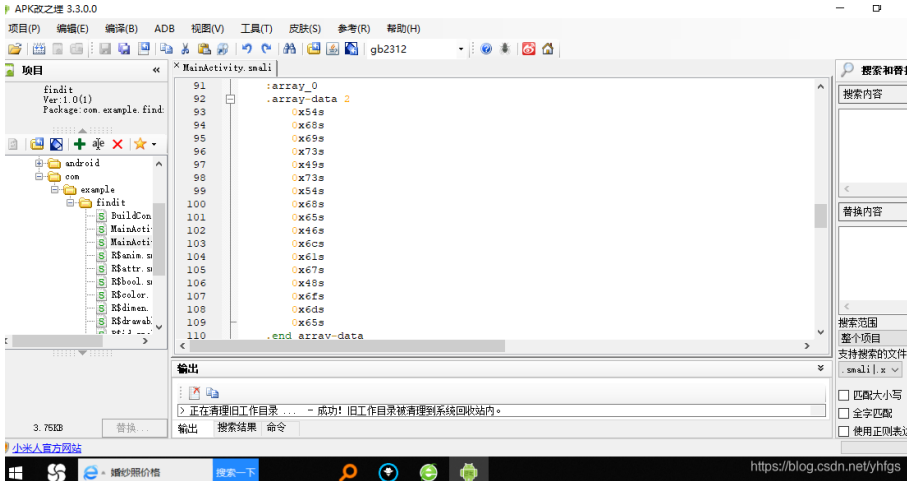 APK改之理 3.3.0.0
项目(P) 编辑(E) 编译(B) ADB 视图(V) 工具(T) 皮肤(S) 参考(R) 帮助(H)
gb2312
项目 «
findit
Ver:1.0(1)
Package:com.example.find:
android
com
example
findit
BuildCon
MainActi
MainActi
R$anim.s
R$attr.s
R$bool.s
R$color.
R$dimen.
R$drawab
3.75KB 替换...
MainActivity.smali
91 :array_0
92 .array-data 2
93 0x54s
94 0x68s
95 0x69s
96 0x73s
97 0x49s
98 0x73s
99 0x54s
100 0x68s
101 0x65s
102 0x46s
103 0x6cs
104 0x61s
105 0x67s
106 0x48s
107 0x6fs
108 0x6ds
109 0x65s
110 .end array-data
输出
> 正在清理旧工作目录 ... - 成功！旧工作目录被清理到系统回收站内。
输出 搜索结果 命令
搜索和替
搜索内容
替换内容
搜索范围
整个项目
支持搜索的文件
.smali|.x
匹配大小写
全字匹配
使用正则表
小米人官方网站
婚纱照价格 搜索一下
https://blog.csdn.net/yhfgs